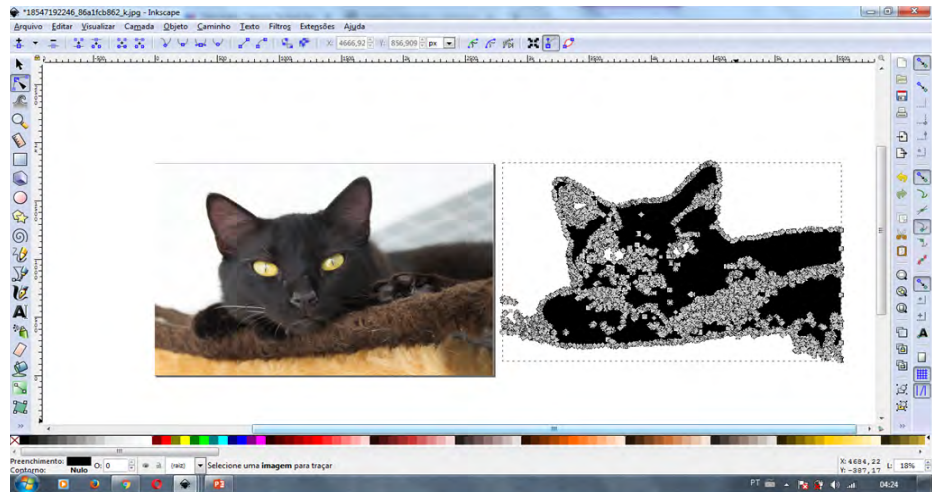 *18547192246_86a1fcb862_k.jpg - Inkscape
Arquivo Editar Visualizar Camada Objeto Caminho Texto Filtros Extensões Ajuda
X: 4666,92 Y: 856,909 px
Preenchimento: O: 0 (raiz) Selecione uma imagem para traçar
Contorno: Nulo
X: 4684,22
Y: -387,17
L: 18%
PT 04:24